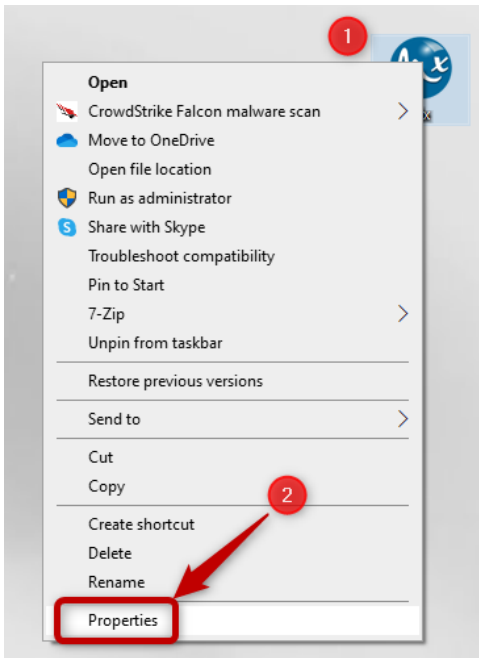 1
Open
CrowdStrike Falcon malware scan
Move to OneDrive
Open file location
Run as administrator
Share with Skype
Troubleshoot compatibility
Pin to Start
7-Zip
Unpin from taskbar
Restore previous versions
Send to
Cut
Copy
2
Create shortcut
Delete
Rename
Properties